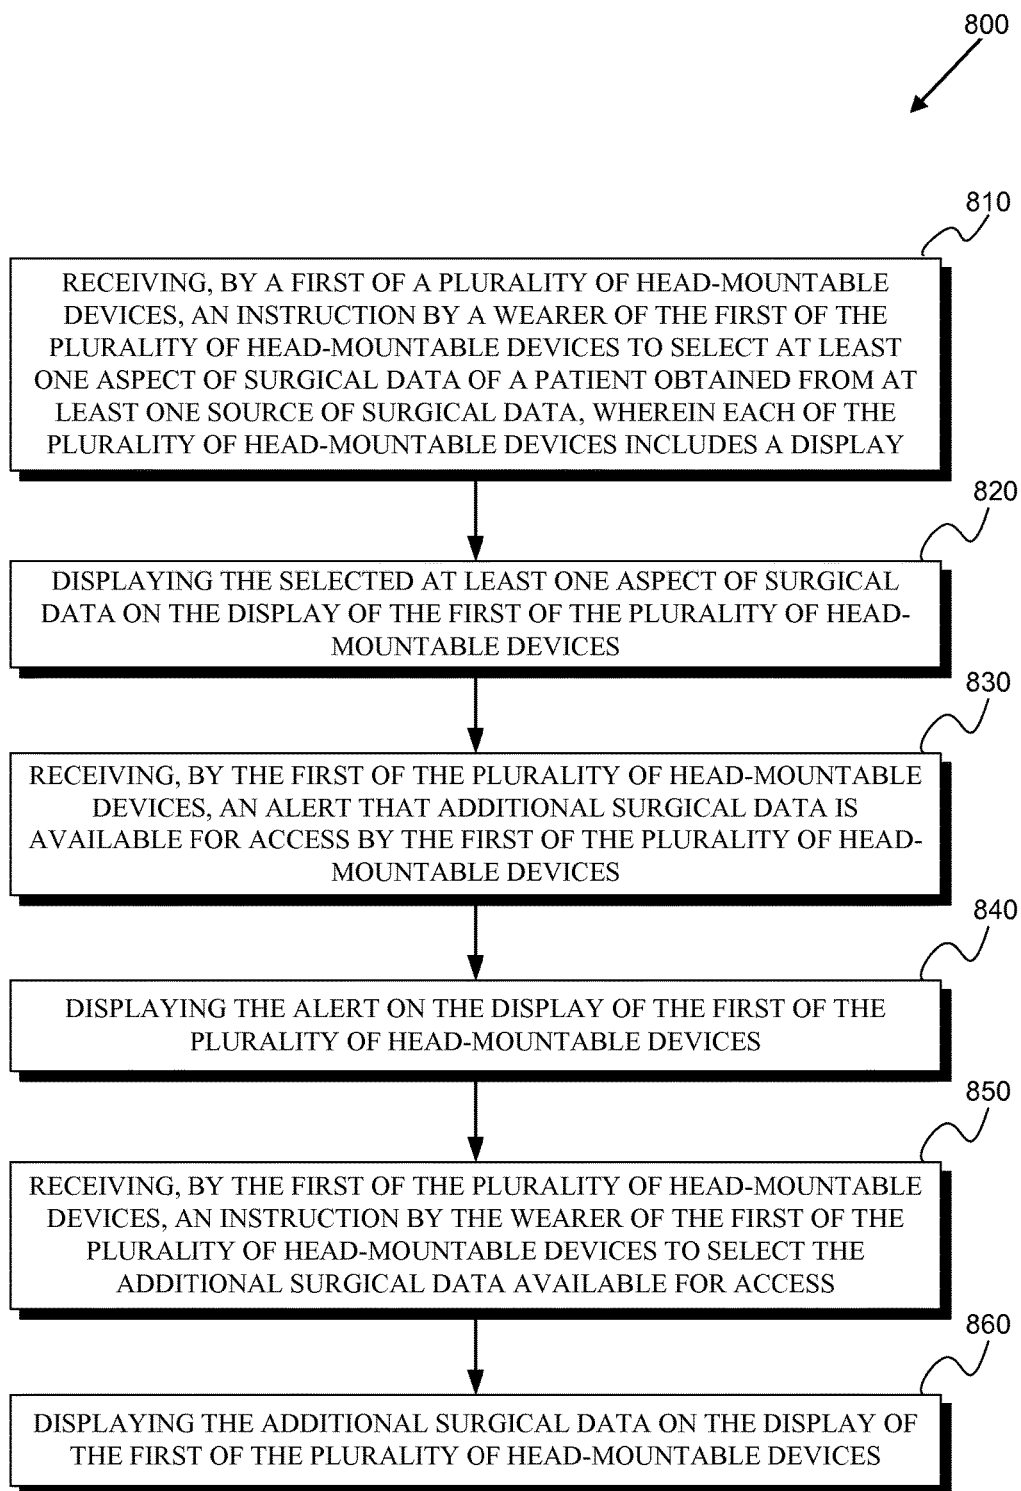 800
810
RECEIVING, BY A FIRST OF A PLURALITY OF HEAD-MOUNTABLE
DEVICES, AN INSTRUCTION BY A WEARER OF THE FIRST OF THE
PLURALITY OF HEAD-MOUNTABLE DEVICES TO SELECT AT LEAST
ONE ASPECT OF SURGICAL DATA OF A PATIENT OBTAINED FROM AT
LEAST ONE SOURCE OF SURGICAL DATA, WHEREIN EACH OF THE
PLURALITY OF HEAD-MOUNTABLE DEVICES INCLUDES A DISPLAY
820
DISPLAYING THE SELECTED AT LEAST ONE ASPECT OF SURGICAL
DATA ON THE DISPLAY OF THE FIRST OF THE PLURALITY OF HEAD-
MOUNTABLE DEVICES
830
RECEIVING, BY THE FIRST OF THE PLURALITY OF HEAD-MOUNTABLE
DEVICES, AN ALERT THAT ADDITIONAL SURGICAL DATA IS
AVAILABLE FOR ACCESS BY THE FIRST OF THE PLURALITY OF HEAD-
MOUNTABLE DEVICES
840
DISPLAYING THE ALERT ON THE DISPLAY OF THE FIRST OF THE
PLURALITY OF HEAD-MOUNTABLE DEVICES
850
RECEIVING, BY THE FIRST OF THE PLURALITY OF HEAD-MOUNTABLE
DEVICES, AN INSTRUCTION BY THE WEARER OF THE FIRST OF THE
PLURALITY OF HEAD-MOUNTABLE DEVICES TO SELECT THE
ADDITIONAL SURGICAL DATA AVAILABLE FOR ACCESS
860
DISPLAYING THE ADDITIONAL SURGICAL DATA ON THE DISPLAY OF
THE FIRST OF THE PLURALITY OF HEAD-MOUNTABLE DEVICES